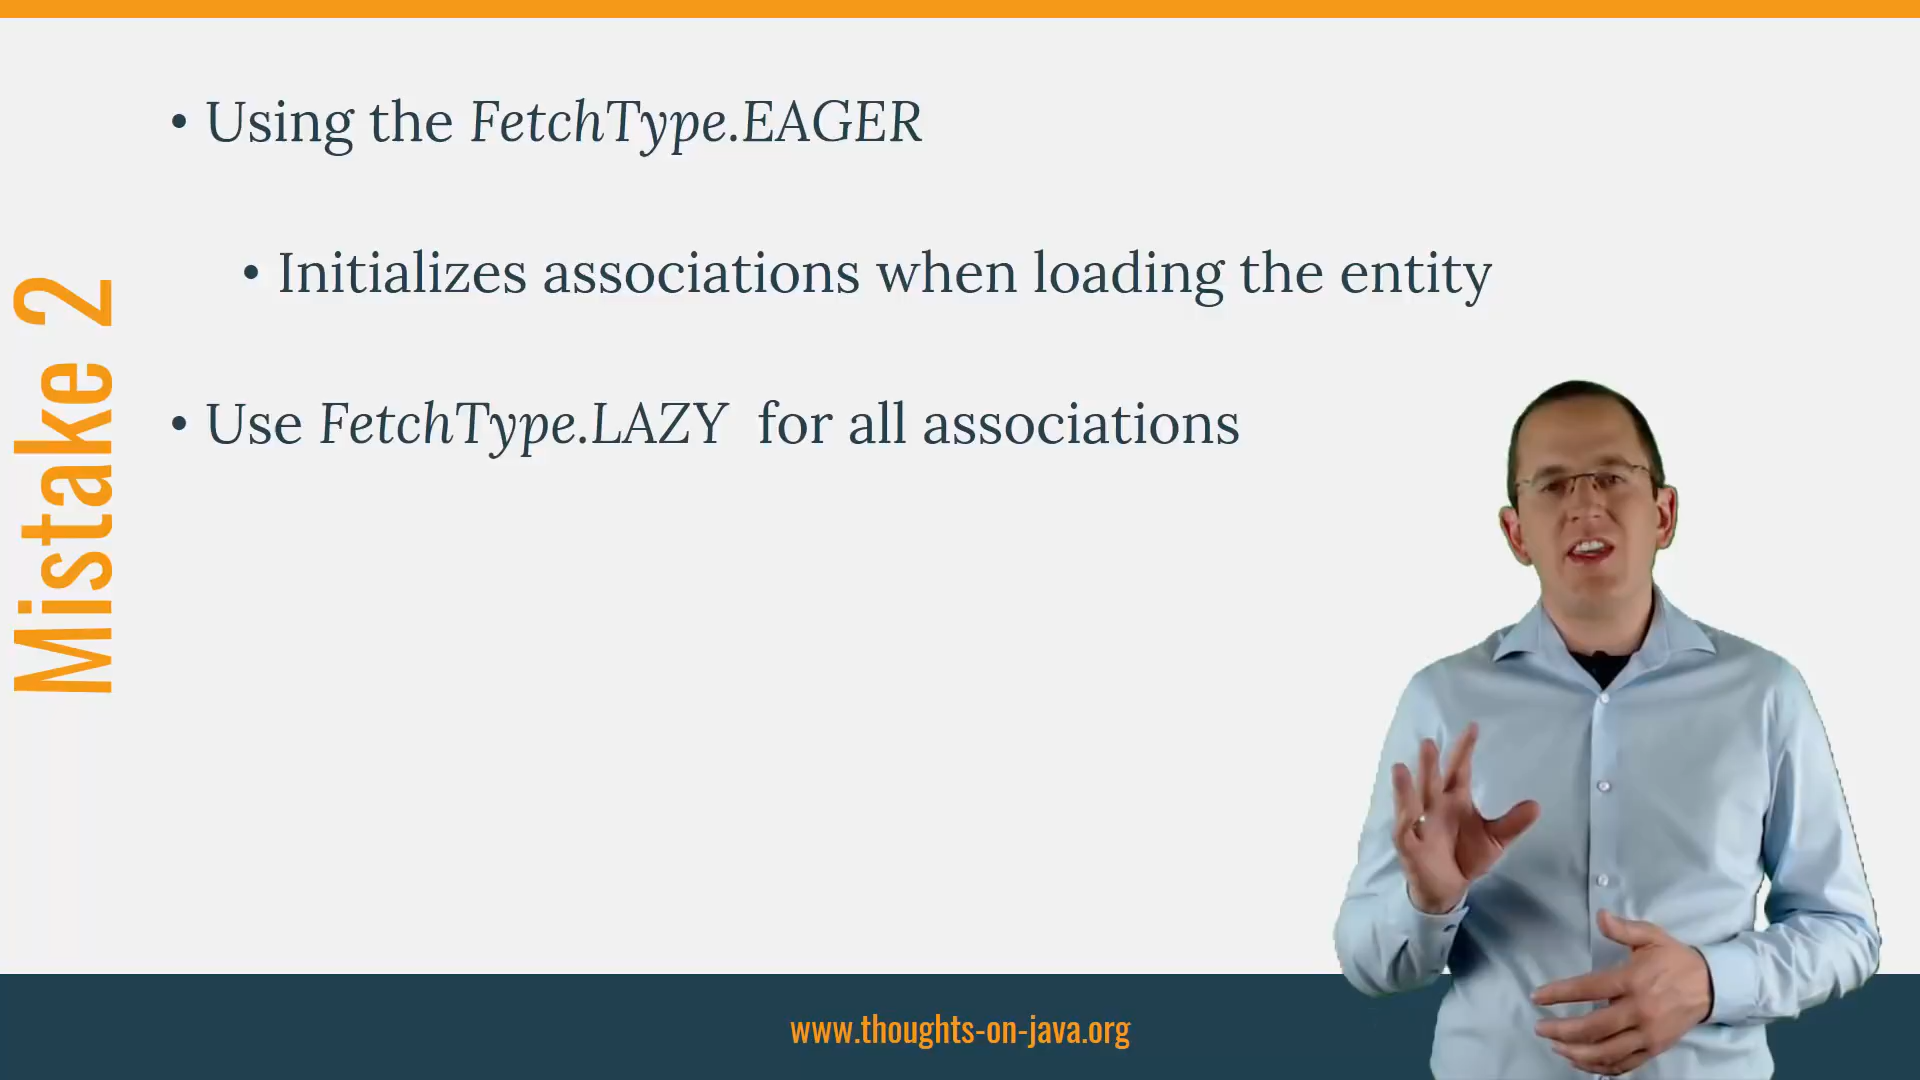 • Using the FetchType.EAGER
• Initializes associations when loading the entity
• Use FetchType.LAZY for all associations
Mistake 2
www.thoughts-on-java.org